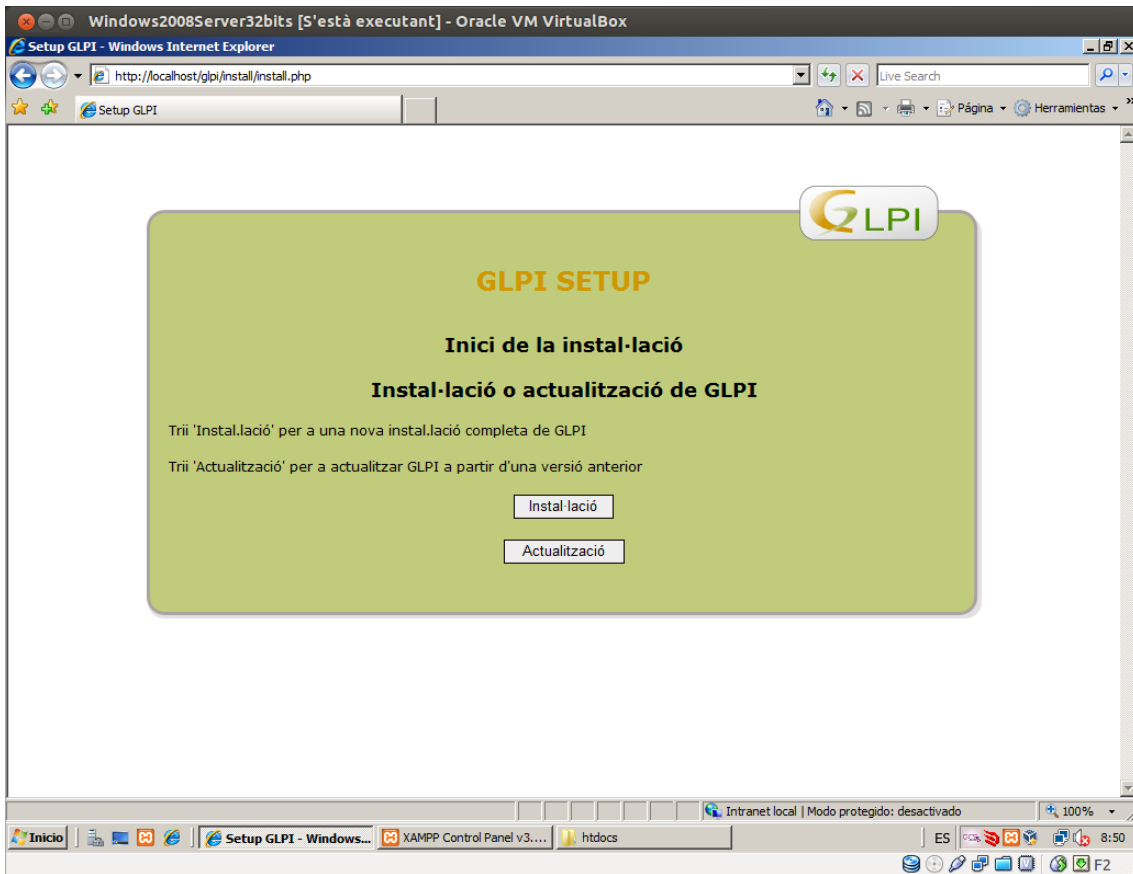 Windows2008Server32bits [S'està executant] - Oracle VM VirtualBox
Setup GLPI - Windows Internet Explorer
http://localhost/glpi/install/install.php
Live Search
Setup GLPI
Página
Herramientas
GLPI
GLPI SETUP
Inici de la instal·lació
Instal·lació o actualització de GLPI
Trii 'Instal.lació' per a una nova instal.lació completa de GLPI
Trii 'Actualització' per a actualitzar GLPI a partir d'una versió anterior
Instal·lació
Actualització
Intranet local | Modo protegido: desactivado
100%
Inicio
Setup GLPI - Windows...
XAMPP Control Panel v3....
htdocs
ES
8:50
F2